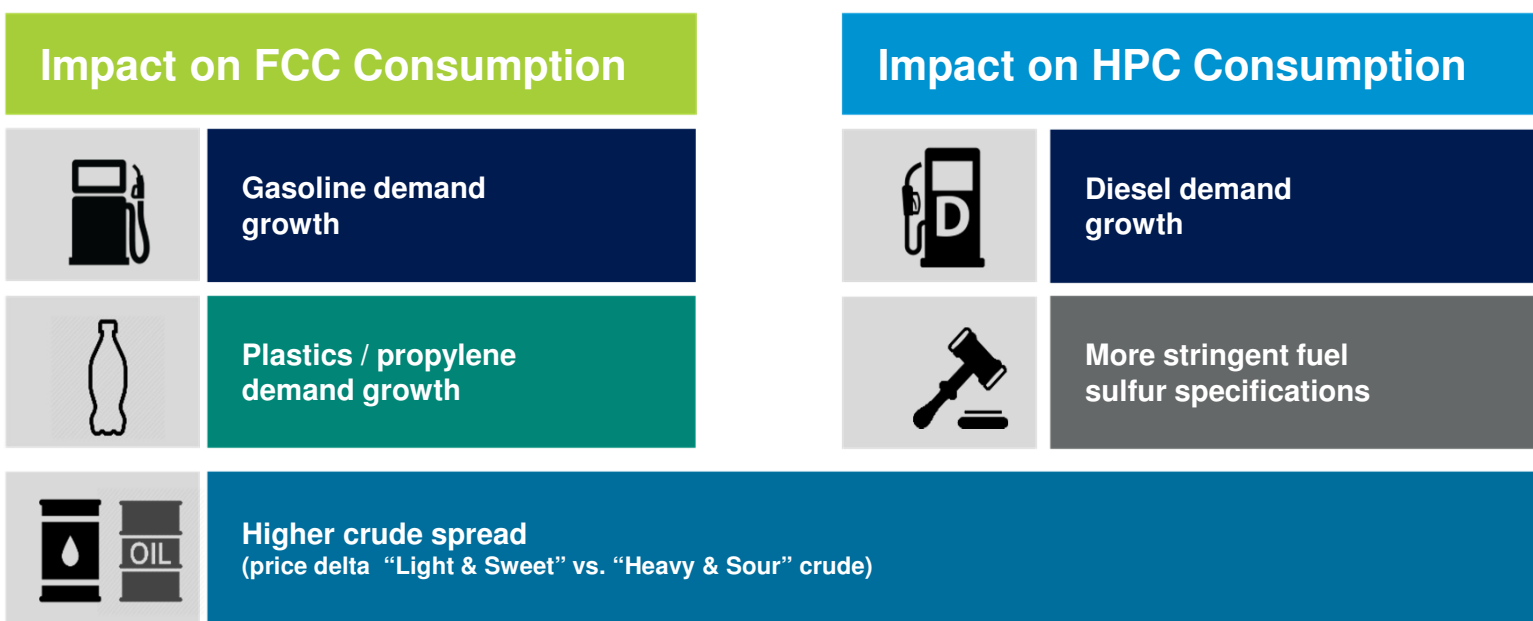 Impact on FCC Consumption
Gasoline demand
growth
Plastics / propylene
demand growth
Impact on HPC Consumption
D
Diesel demand
growth
More stringent fuel
sulfur specifications
OIL
Higher crude spread
(price delta “Light & Sweet” vs. “Heavy & Sour” crude)